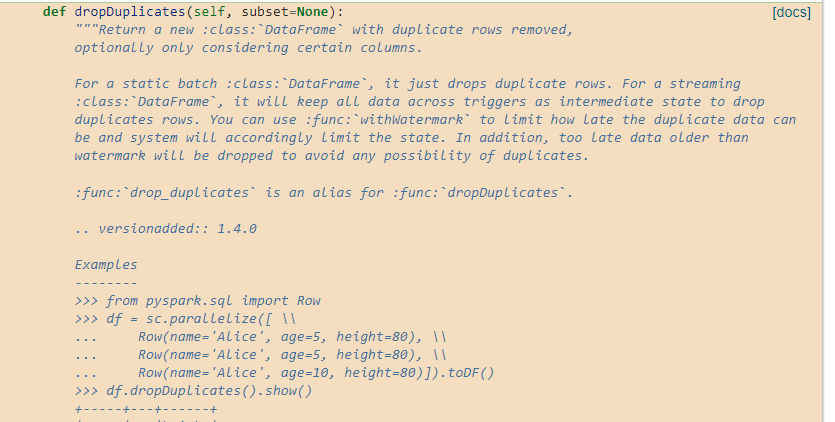 def dropDuplicates(self, subset=None): [docs]
"""Return a new :class:`DataFrame` with duplicate rows removed,
optionally only considering certain columns.
For a static batch :class:`DataFrame`, it just drops duplicate rows. For a streaming
:class:`DataFrame`, it will keep all data across triggers as intermediate state to drop
duplicates rows. You can use :func:`withWatermark` to limit how late the duplicate data can
be and system will accordingly limit the state. In addition, too late data older than
watermark will be dropped to avoid any possibility of duplicates.
:func:`drop_duplicates` is an alias for :func:`dropDuplicates`.
.. versionadded:: 1.4.0
Examples
--------
>>> from pyspark.sql import Row
>>> df = sc.parallelize([ \\
...     Row(name='Alice', age=5, height=80), \\
...     Row(name='Alice', age=5, height=80), \\
...     Row(name='Alice', age=10, height=80)]).toDF()
>>> df.dropDuplicates().show()
+-----+---+------+